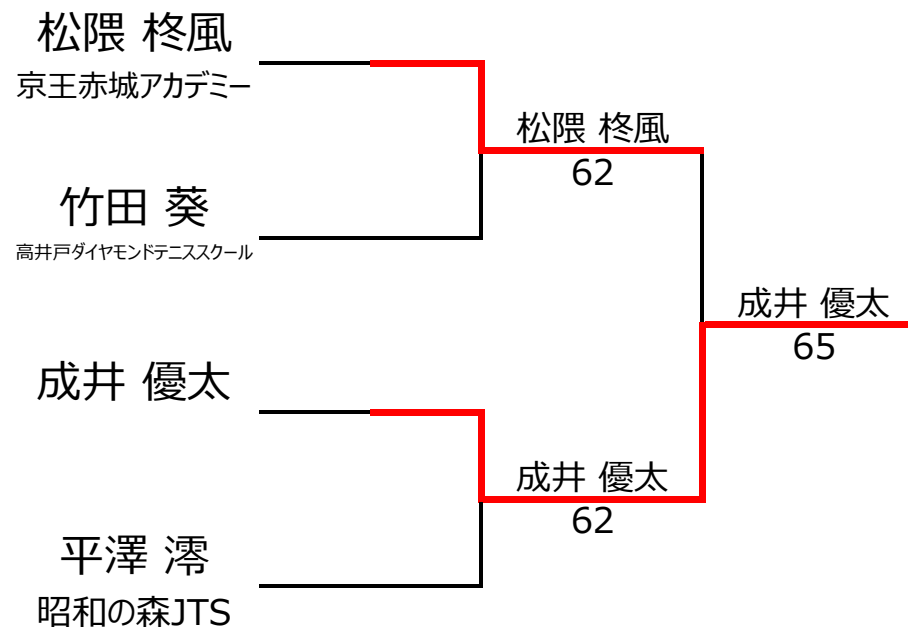 松隈 柊風
京王赤城アカデミー
竹田 葵
高井戸ダイヤモンドテニススクール
成井 優太
平澤 澪
昭和の森JTS
松隈 柊風
62
成井 優太
62
成井 優太
65